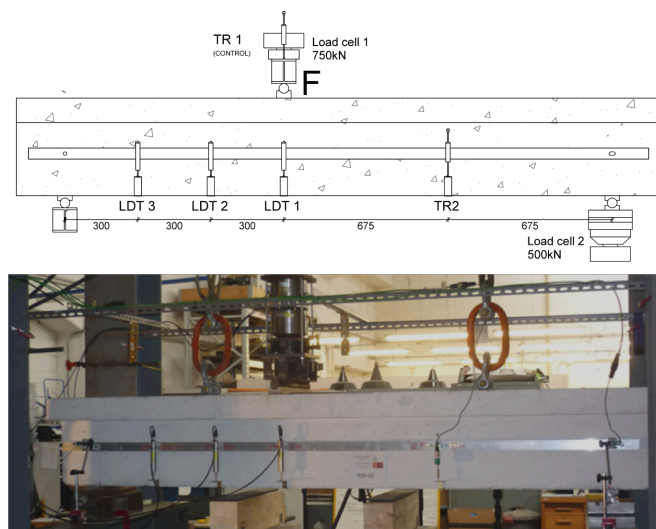 TR 1
(CONTROL)
Load cell 1
750kN
F
LDT 3
LDT 2
LDT 1
TR2
300
300
300
675
675
Load cell 2
500kN